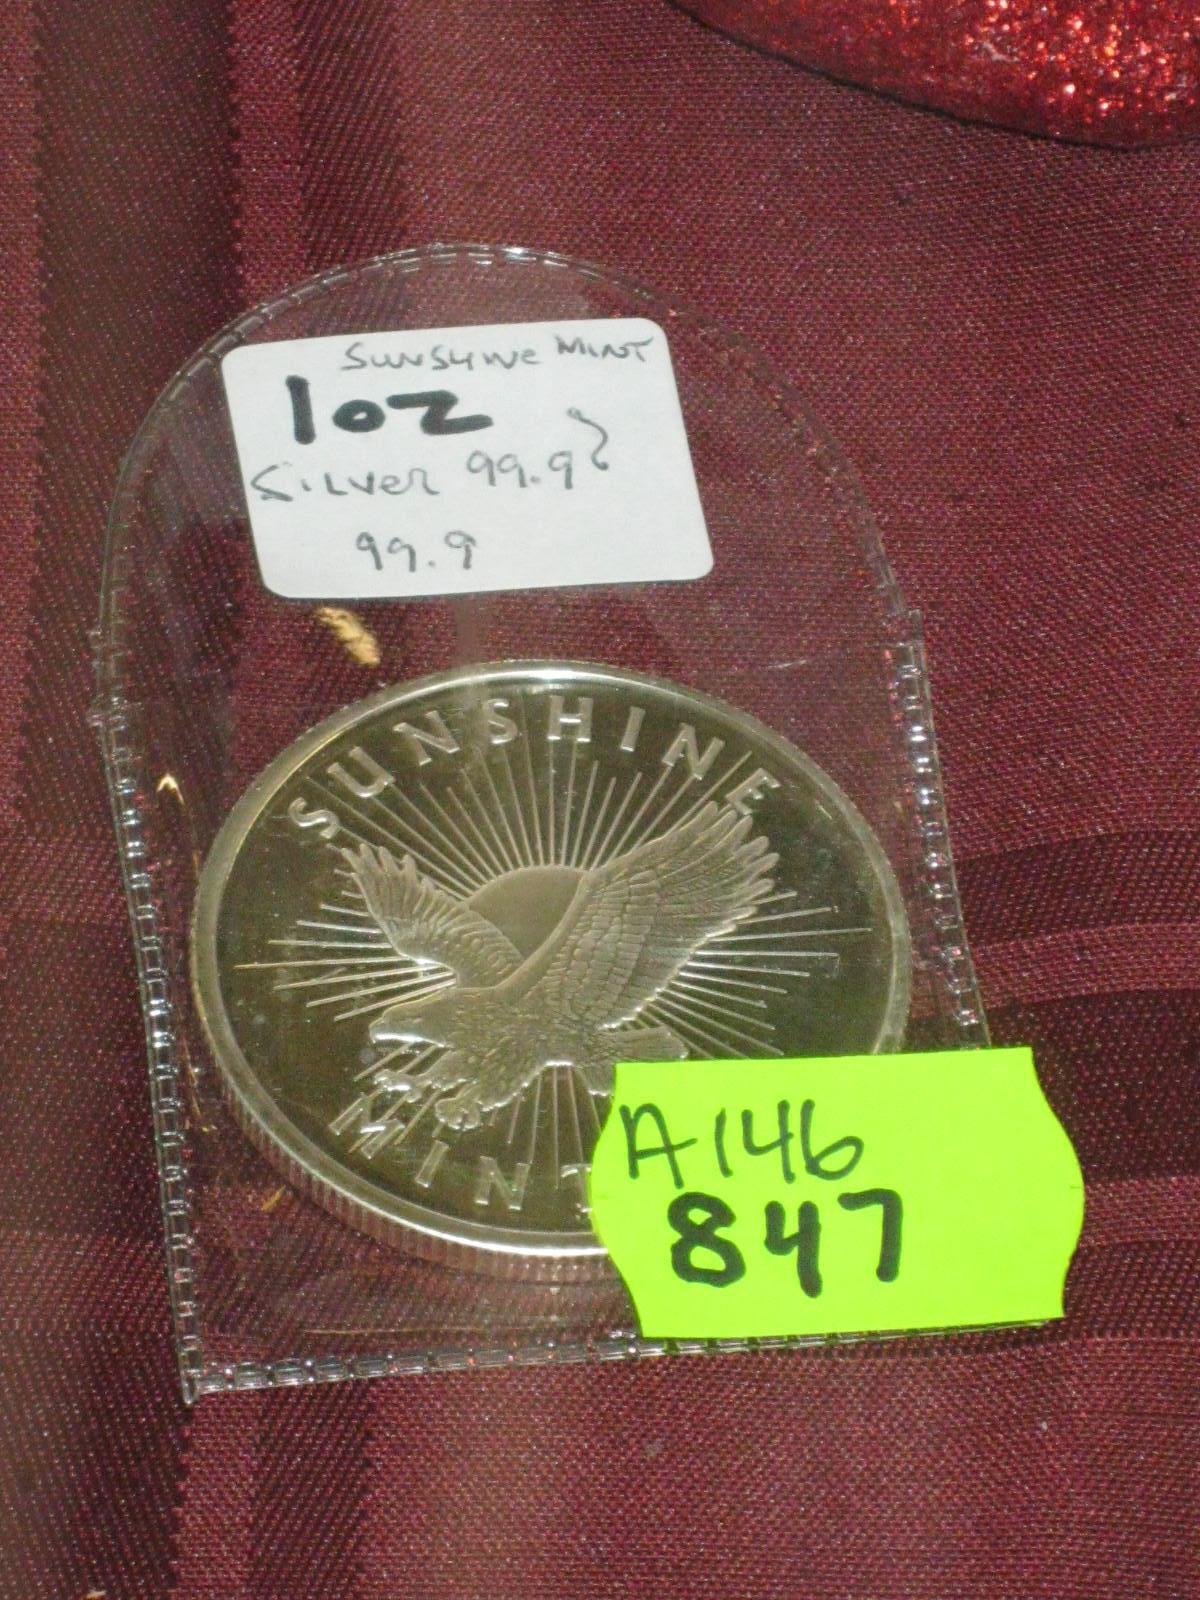 Sunshine Mint
1oz
Silver 99.9?
99.9
SUNSHINE
MINT
A146
847